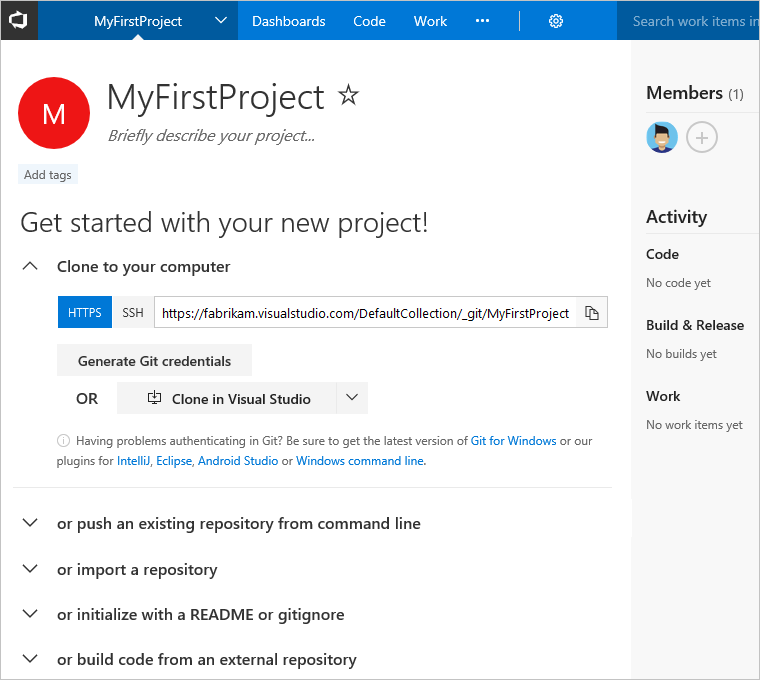 MyFirstProject
Dashboards
Code
Work
Search work items in
M
MyFirstProject
Briefly describe your project...
Add tags
Get started with your new project!
Clone to your computer
HTTPS
SSH
https://fabrikam.visualstudio.com/DefaultCollection/_git/MyFirstProject
Generate Git credentials
OR
Clone in Visual Studio
Having problems authenticating in Git? Be sure to get the latest version of Git for Windows or our
plugins for IntelliJ, Eclipse, Android Studio or Windows command line.
or push an existing repository from command line
or import a repository
or initialize with a README or gitignore
or build code from an external repository
Members (1)
Activity
Code
No code yet
Build & Release
No builds yet
Work
No work items yet